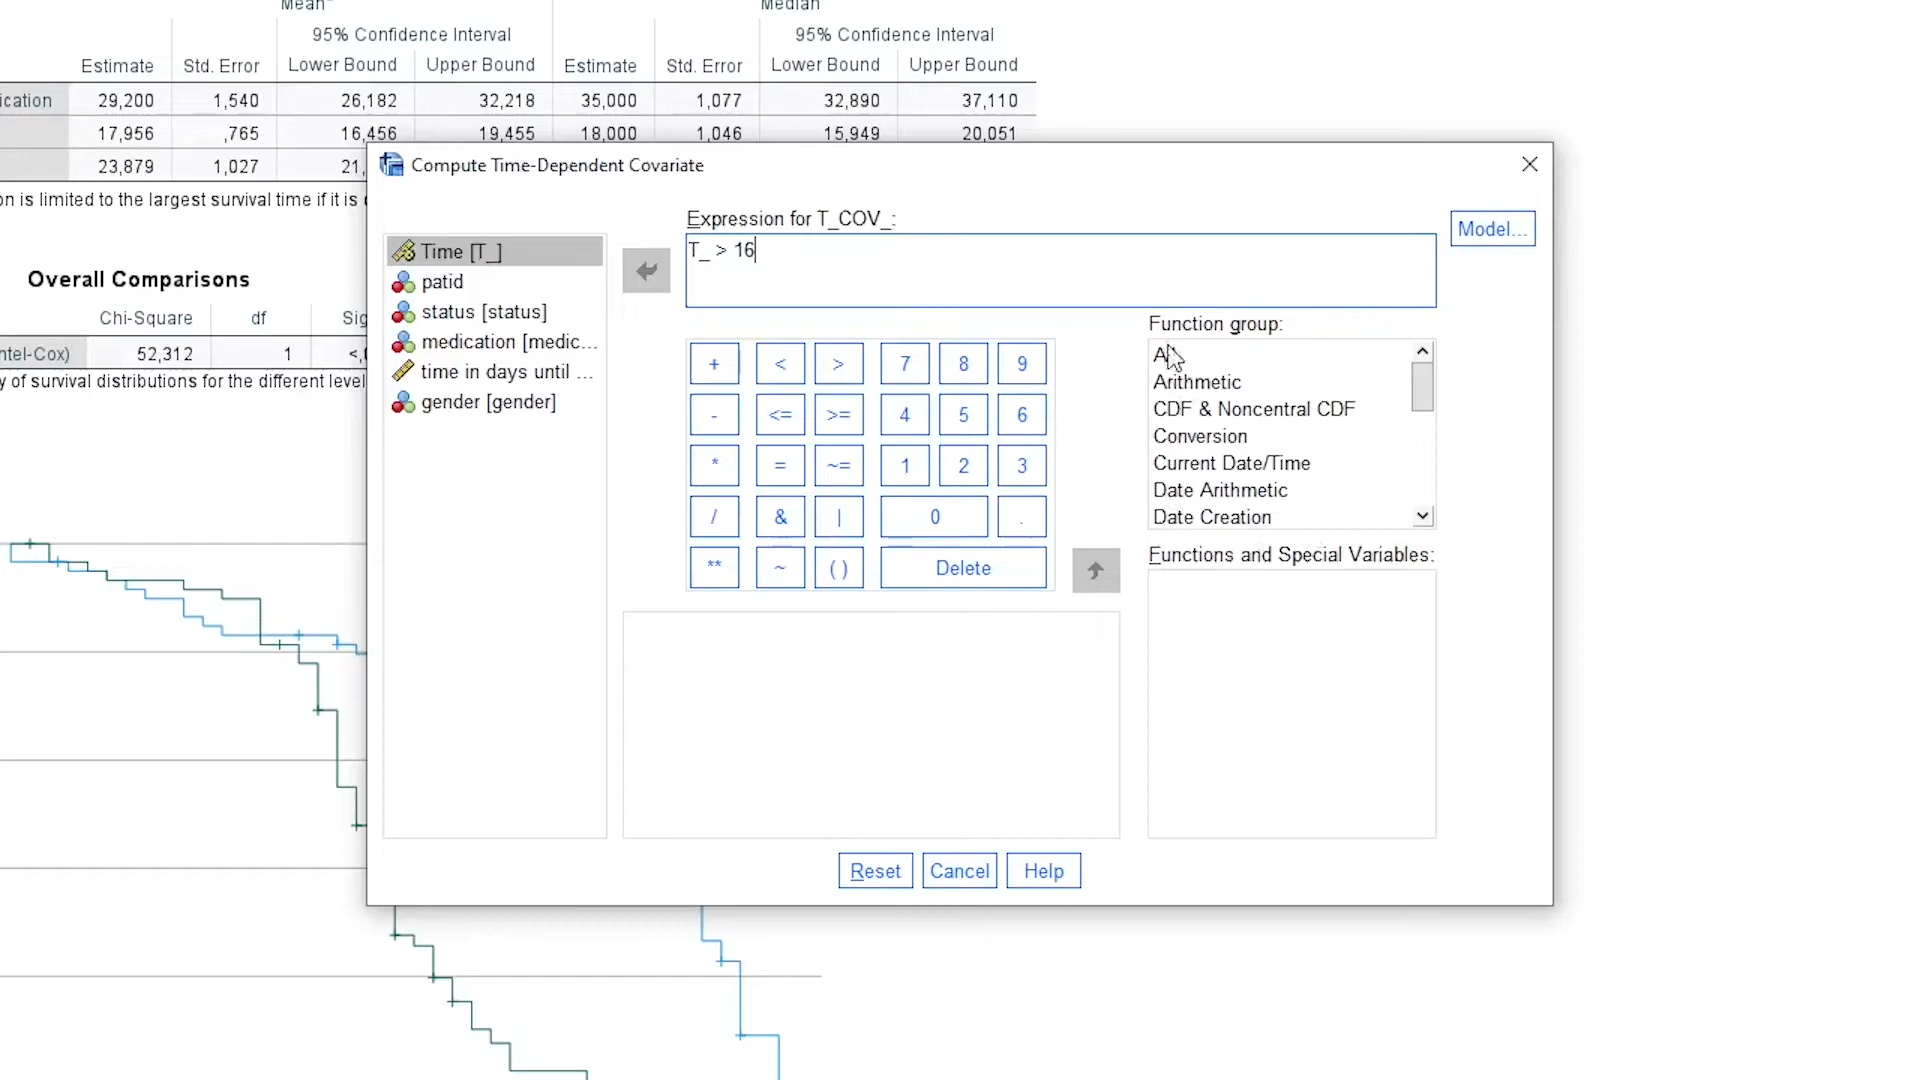 Mean
Median
95% Confidence Interval
95% Confidence Interval
Estimate Std. Error Lower Bound Upper Bound Estimate Std. Error Lower Bound Upper Bound
ication 29,200 1,540 26,182 32,218 35,000 1,077 32,890 37,110
17,956 ,765 16,456 19,455 18,000 1,046 15,949 20,051
23,879 1,027 21,
on is limited to the largest survival time if it is
Overall Comparisons
Chi-Square df Sig
ntel-Cox) 52,312 1 <,
y of survival distributions for the different level
Compute Time-Dependent Covariate
Expression for T_COV_:
T_ > 16
Model...
Time [T_]
patid
status [status]
medication [medic...
time in days until ...
gender [gender]
+ < > 7 8 9
- <= >= 4 5 6
* = ~= 1 2 3
/ & | 0 .
** ~ ( ) Delete
Function group:
All
Arithmetic
CDF & Noncentral CDF
Conversion
Current Date/Time
Date Arithmetic
Date Creation
Functions and Special Variables:
Reset Cancel Help